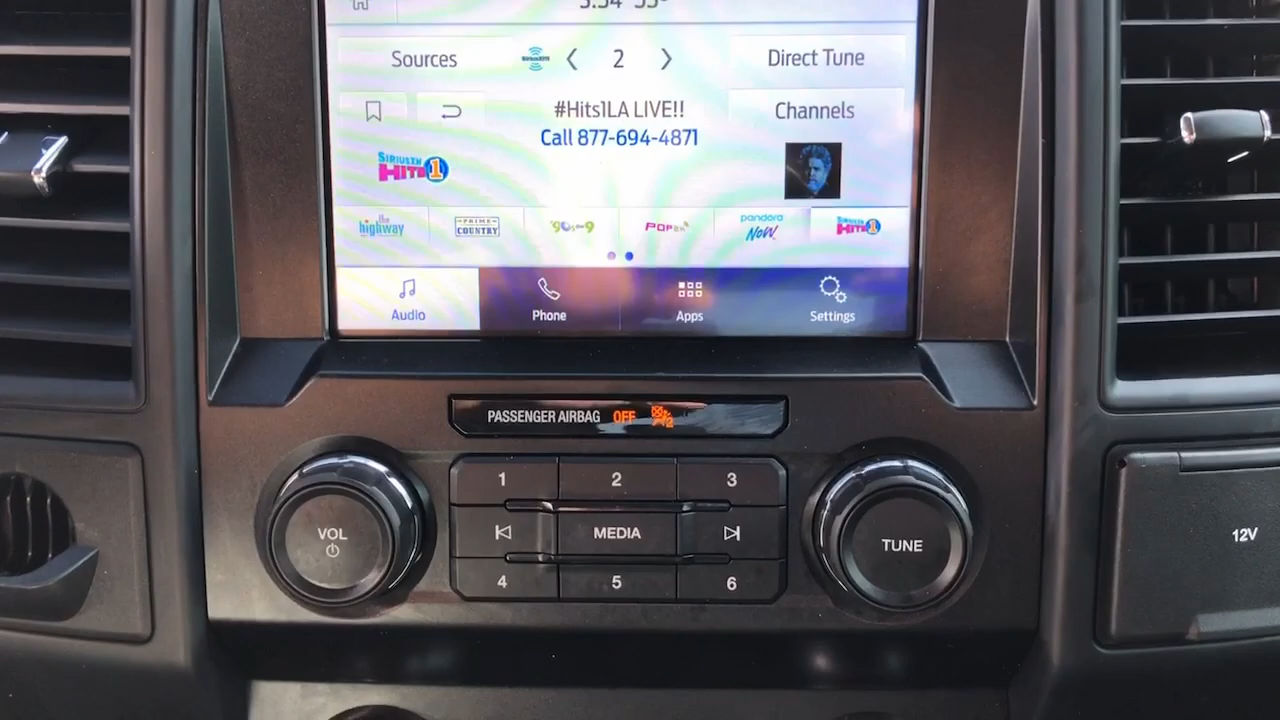 Sources
SiriusXM
2
Direct Tune
#Hits1LA LIVE!!
Channels
Call 877-694-4871
SIRIUSXM
HITS 1
the
highway
PRIME
COUNTRY
'90s on 9
POP2K
pandora
NOW
SIRIUSXM
HITS 1
Audio
Phone
Apps
Settings
PASSENGER AIRBAG OFF
1
2
3
VOL
MEDIA
TUNE
12V
4
5
6